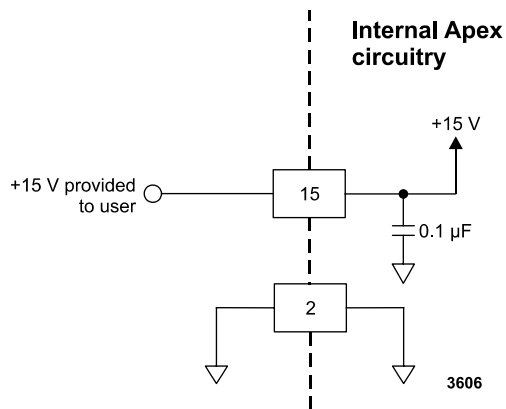 Internal Apex
circuitry
+15 V
+15 V provided
to user
15
0.1 µF
2
3606